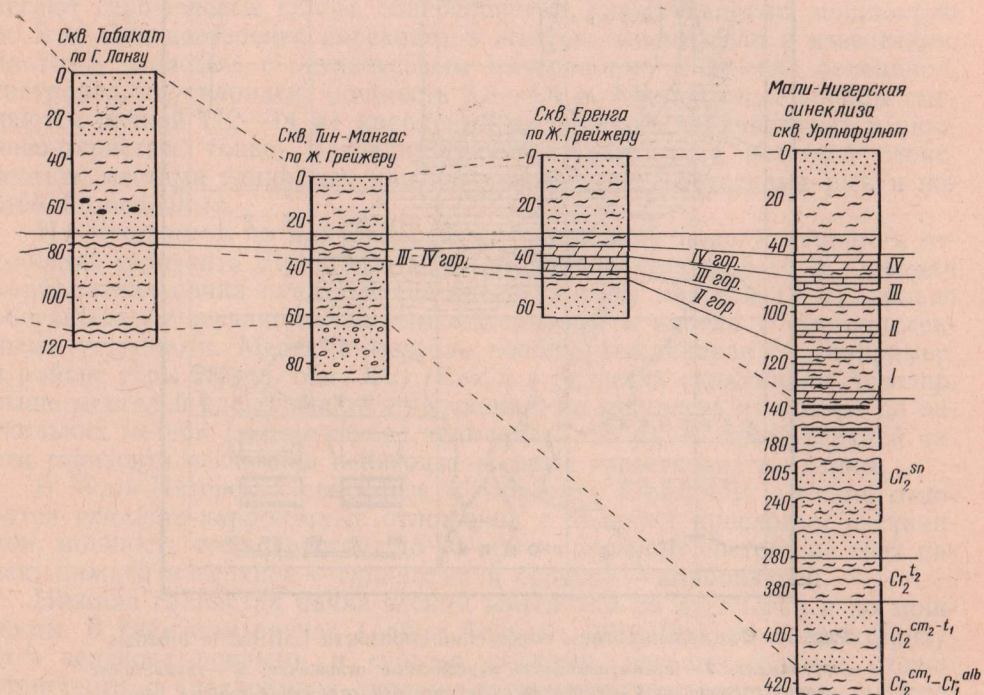 Скв. Табакат
по Г. Лангу
0
20
40
60
80
100
120
Скв. Тин-Мангас
по Ж. Грейжеру
0
20
40
60
80
III-IV гор.
Скв. Еренга
по Ж. Грейжеру
0
20
40
60
IV гор.
III гор.
II гор.
Мали-Нигерская
синеклиза
скв. Уртюфулют
0
20
40
100
120
140
180
205
240
280
380
400
420
IV
III
II
I
Cr₂ˢⁿ
Cr₂ᵗ²
Cr₂ᶜᵐ²⁻ᵗ¹
Cr₂ᶜᵐ¹-Cr₁ᵃˡᵇ